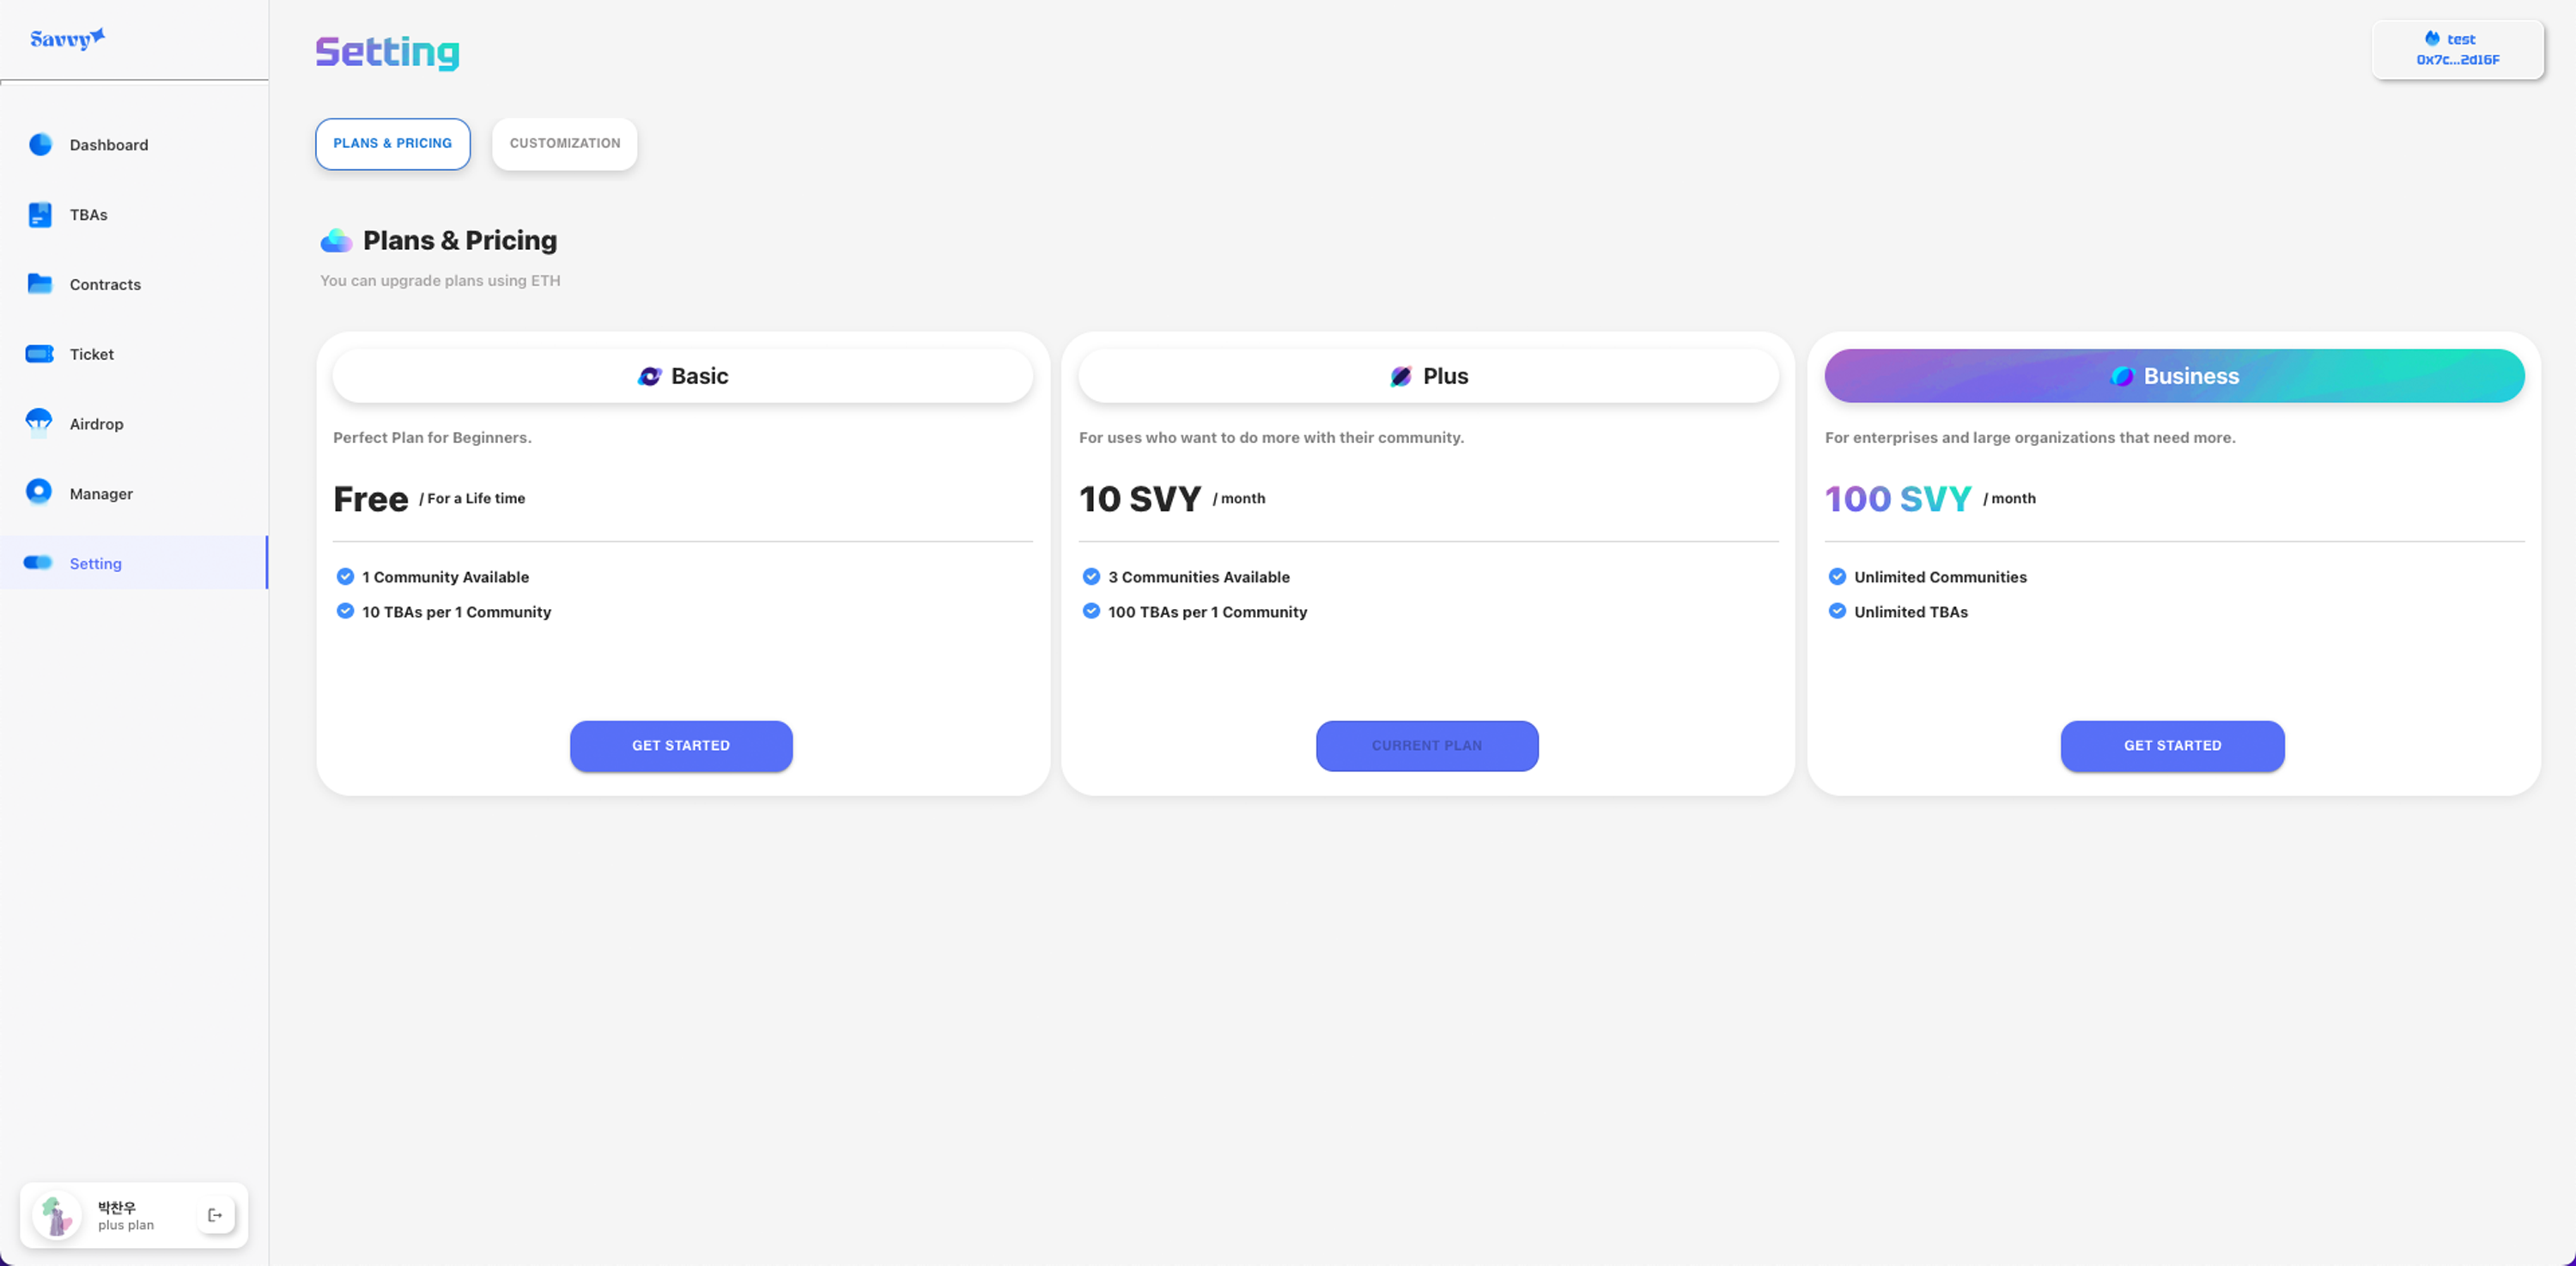 Savvy
Dashboard
TBAs
Contracts
Ticket
Airdrop
Manager
Setting
박찬우
plus plan
Setting
test
0x7c...2d16F
PLANS & PRICING
CUSTOMIZATION
Plans & Pricing
You can upgrade plans using ETH
Basic
Perfect Plan for Beginners.
Free / For a Life time
1 Community Available
10 TBAs per 1 Community
GET STARTED
Plus
For uses who want to do more with their community.
10 SVY / month
3 Communities Available
100 TBAs per 1 Community
CURRENT PLAN
Business
For enterprises and large organizations that need more.
100 SVY / month
Unlimited Communities
Unlimited TBAs
GET STARTED